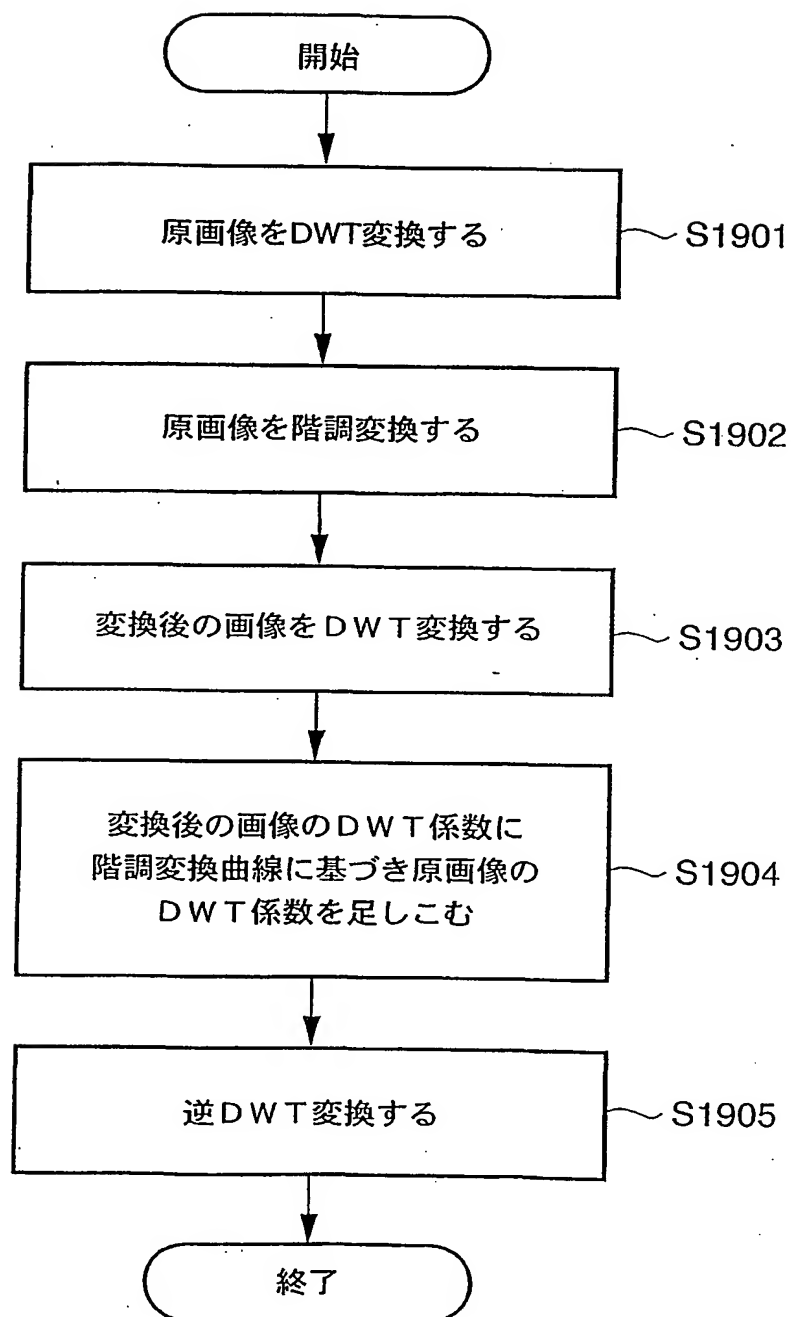 開始
原画像をDWT変換する
S1901
原画像を階調変換する
S1902
変換後の画像をＤＷＴ変換する
S1903
変換後の画像のＤＷＴ係数に
階調変換曲線に基づき原画像の
ＤＷＴ係数を足しこむ
S1904
逆ＤＷＴ変換する
S1905
終了